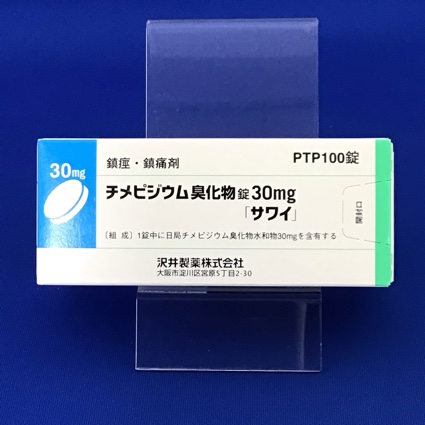 30mg
鎮痙・鎮痛剤
PTP100錠
チメピジウム臭化物錠30mg
「サワイ」
開封口
〔組 成〕1錠中に日局チメピジウム臭化物水和物30mgを含有する
沢井製薬株式会社
大阪市淀川区宮原5丁目2-30